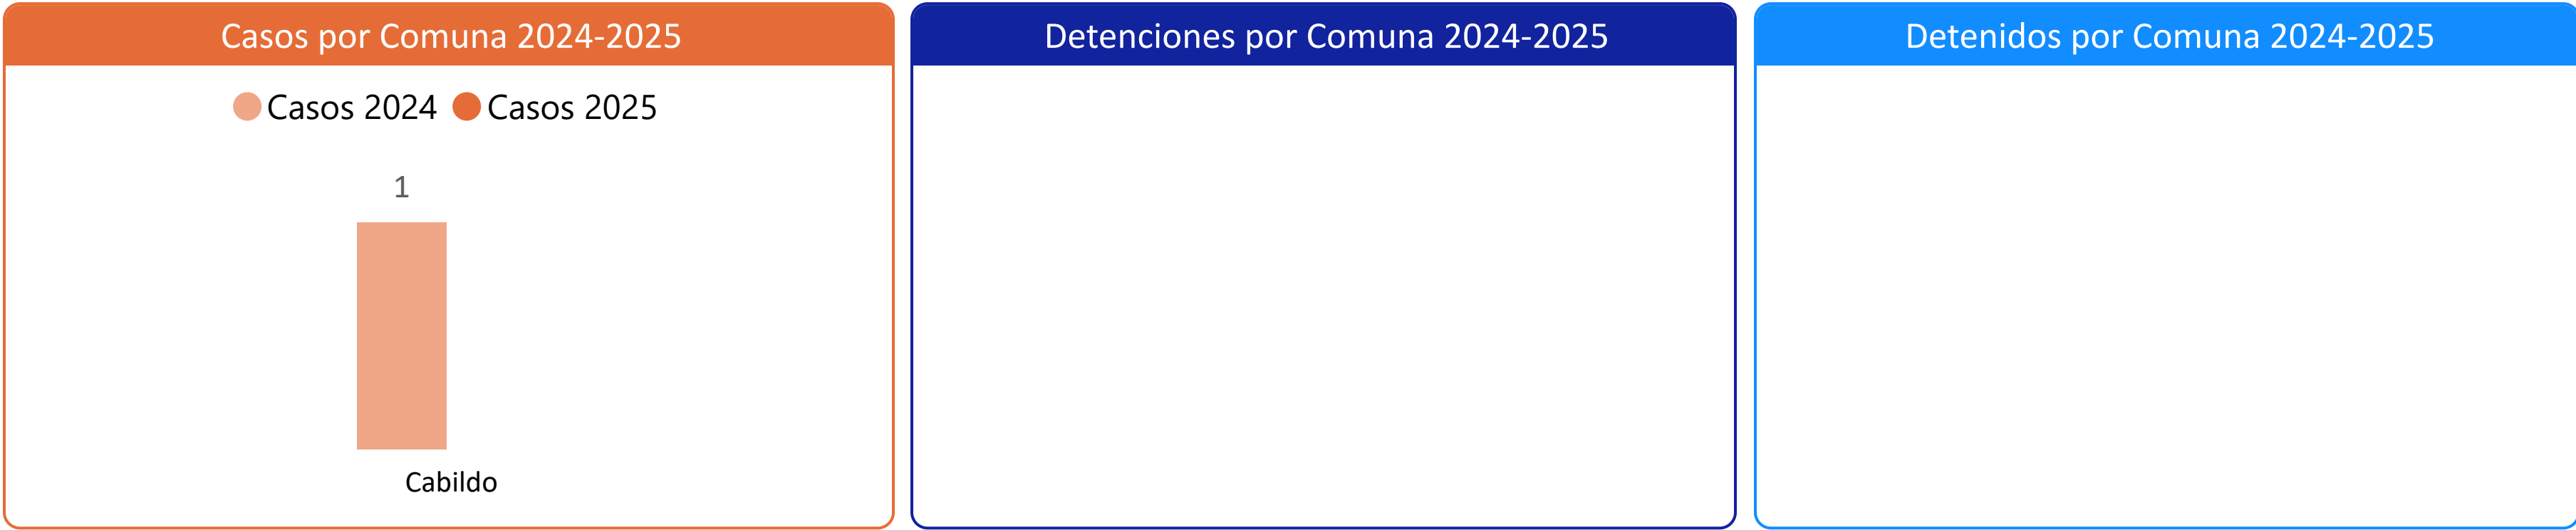 Casos por Comuna 2024-2025
Casos 2024 Casos 2025
1
Cabildo
Detenciones por Comuna 2024-2025
Detenidos por Comuna 2024-2025